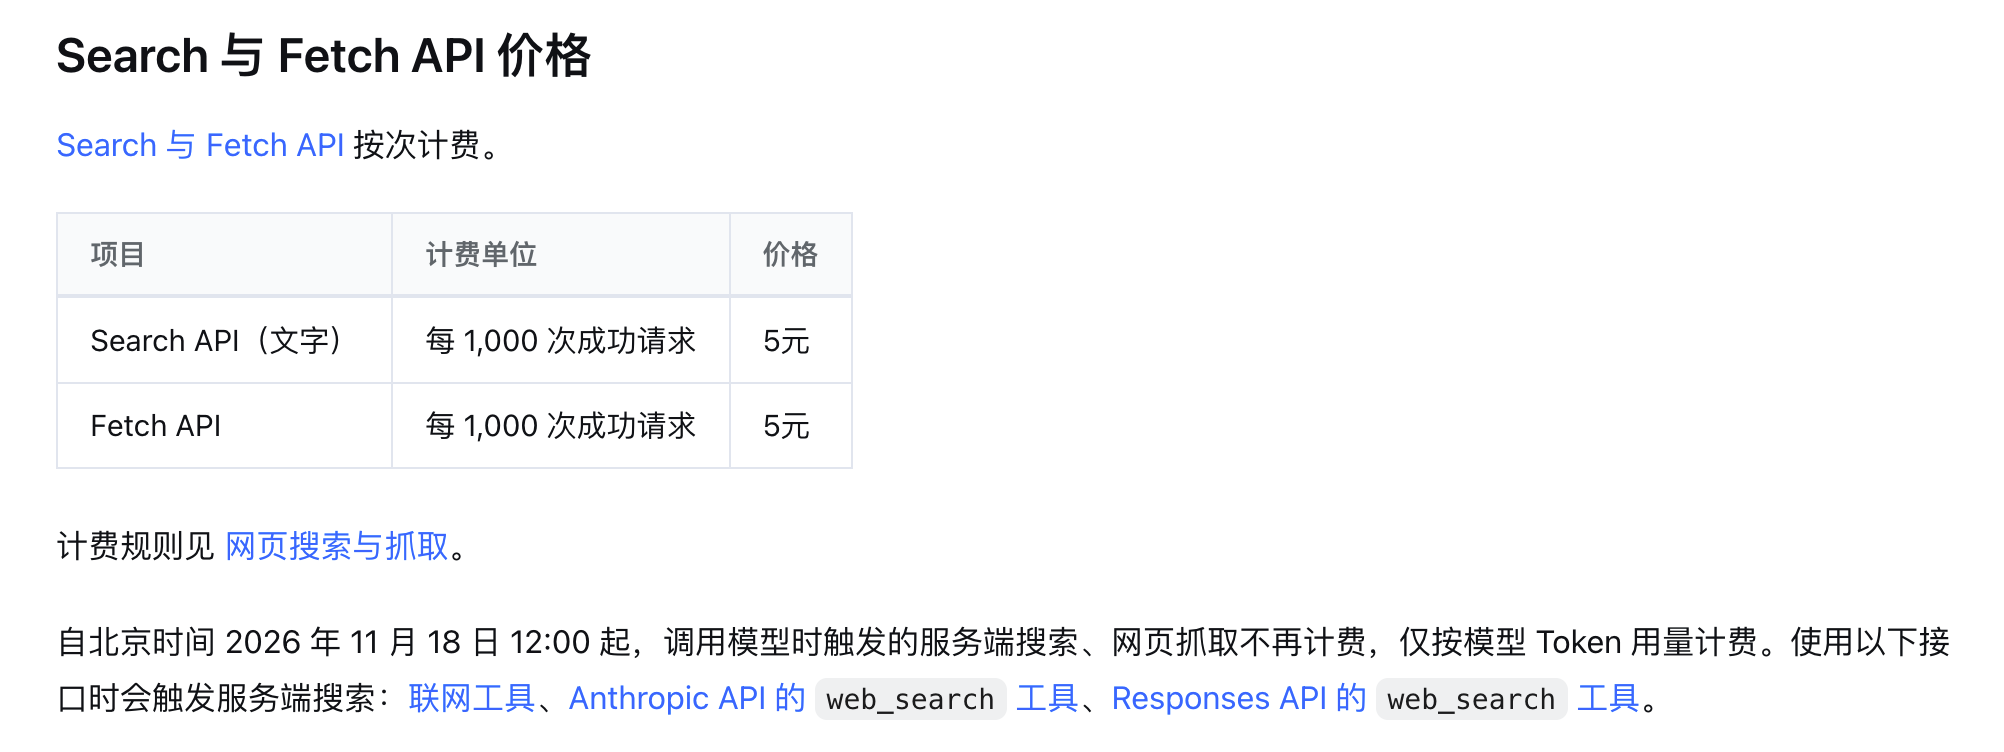 Search 与 Fetch API 价格
Search 与 Fetch API 按次计费。
项目 计费单位 价格
Search API（文字） 每 1,000 次成功请求 5元
Fetch API 每 1,000 次成功请求 5元
计费规则见 网页搜索与抓取。
自北京时间 2026 年 11 月 18 日 12:00 起，调用模型时触发的服务端搜索、网页抓取不再计费，仅按模型 Token 用量计费。使用以下接
口时会触发服务端搜索：联网工具、Anthropic API 的 web_search 工具、Responses API 的 web_search 工具。